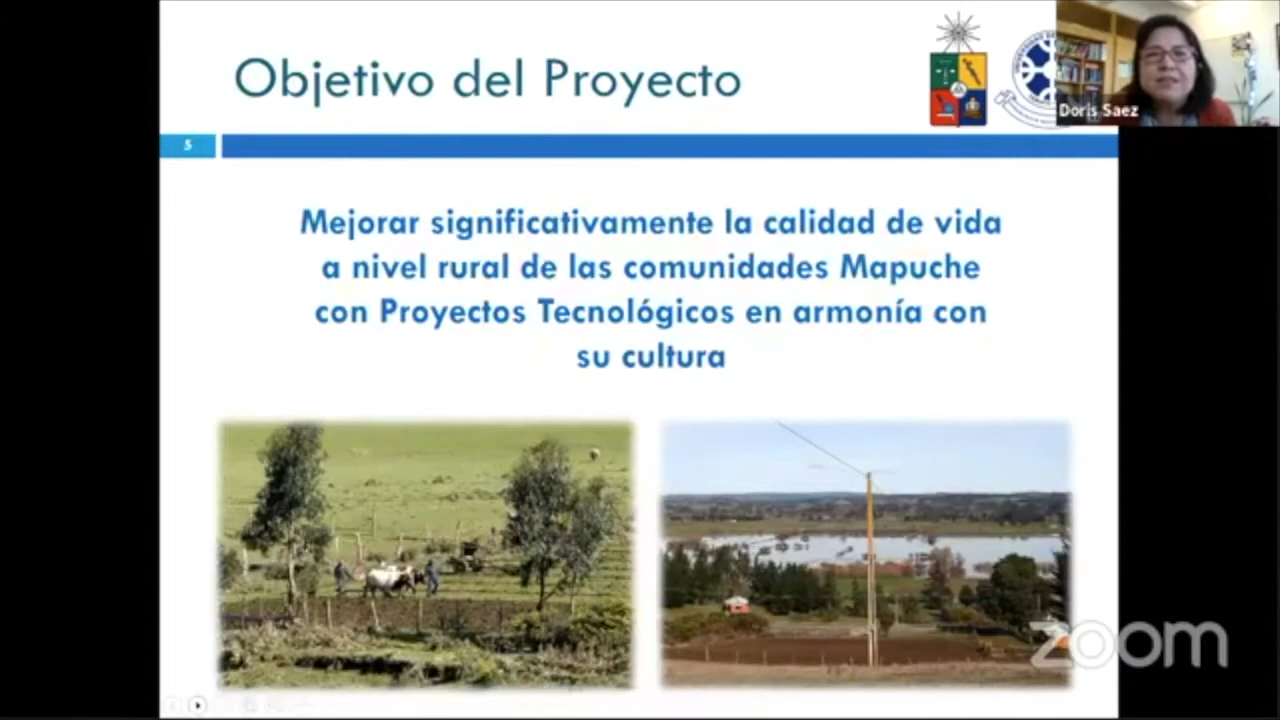 Objetivo del Proyecto
Doris Saez
5
Mejorar significativamente la calidad de vida
a nivel rural de las comunidades Mapuche
con Proyectos Tecnológicos en armonía con
su cultura
zoom